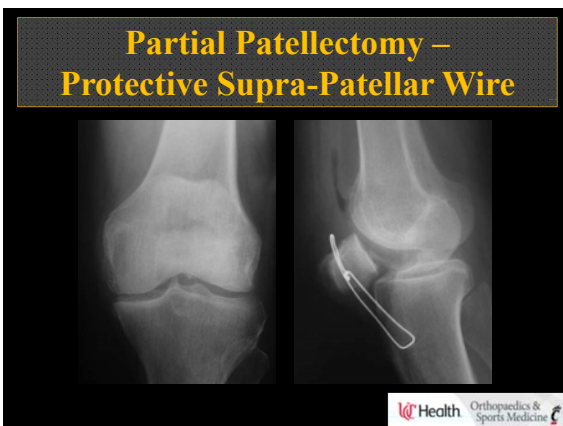 Partial Patellectomy –
Protective Supra-Patellar Wire
UC Health
Orthopaedics &
Sports Medicine